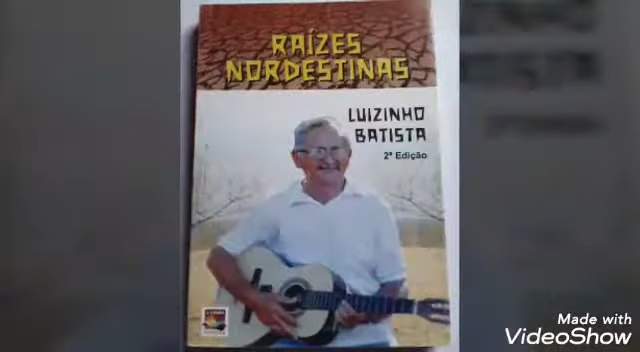 RAÍZES
NORDESTINAS
LUIZINHO
BATISTA
2ª Edição
Made with
VideoShow